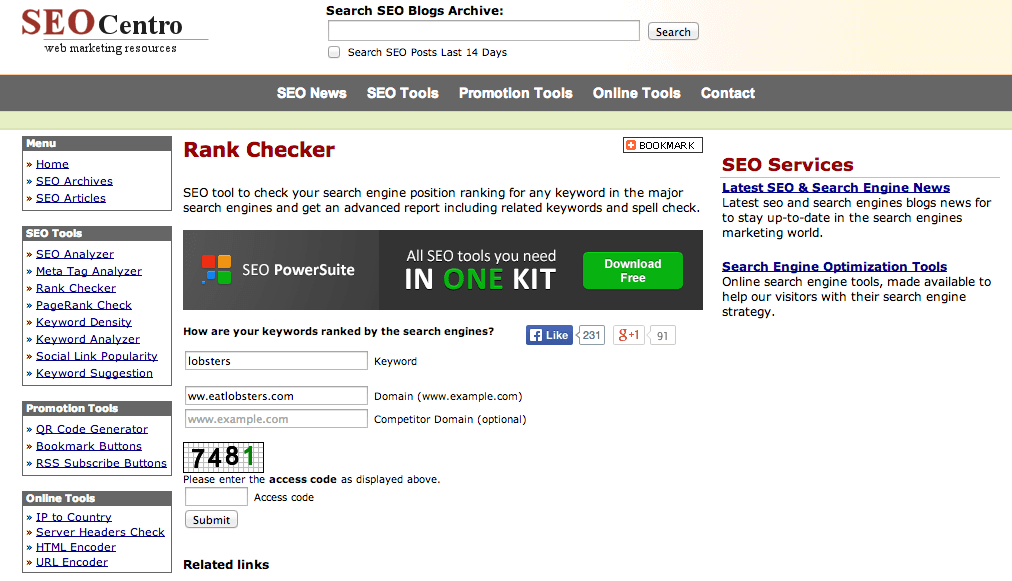 SEO Centro
web marketing resources
Search SEO Blogs Archive:
Search
Search SEO Posts Last 14 Days
SEO News SEO Tools Promotion Tools Online Tools Contact
Menu
» Home
» SEO Archives
» SEO Articles
SEO Tools
» SEO Analyzer
» Meta Tag Analyzer
» Rank Checker
» PageRank Check
» Keyword Density
» Keyword Analyzer
» Social Link Popularity
» Keyword Suggestion
Promotion Tools
» QR Code Generator
» Bookmark Buttons
» RSS Subscribe Buttons
Online Tools
» IP to Country
» Server Headers Check
» HTML Encoder
» URL Encoder
Rank Checker
BOOKMARK
SEO tool to check your search engine position ranking for any keyword in the major
search engines and get an advanced report including related keywords and spell check.
SEO PowerSuite
All SEO tools you need
IN ONE KIT
Download
Free
How are your keywords ranked by the search engines?
Like 231 g+1 91
lobsters Keyword
ww.eatlobsters.com Domain (www.example.com)
www.example.com Competitor Domain (optional)
7481
Please enter the access code as displayed above.
Access code
Submit
Related links
SEO Services
Latest SEO & Search Engine News
Latest seo and search engines blogs news for
to stay up-to-date in the search engines
marketing world.
Search Engine Optimization Tools
Online search engine tools, made available to
help our visitors with their search engine
strategy.